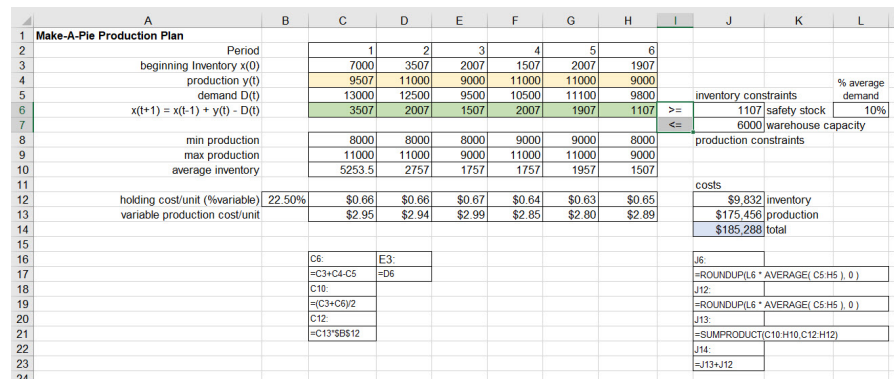 A B C D E F G H I J K L
1 Make-A-Pie Production Plan
2 Period 1 2 3 4 5 6
3 beginning Inventory x(0) 7000 3507 2007 1507 2007 1907
4 production y(t) 9507 11000 9000 11000 11000 9000 % average
5 demand D(t) 13000 12500 9500 10500 11100 9800 inventory constraints demand
6 x(t+1) = x(t-1) + y(t) - D(t) 3507 2007 1507 2007 1907 1107 >= 1107 safety stock 10%
7 <= 6000 warehouse capacity
8 min production 8000 8000 8000 9000 9000 8000 production constraints
9 max production 11000 11000 9000 11000 11000 9000
10 average inventory 5253.5 2757 1757 1757 1957 1507
11 costs
12 holding cost/unit (%variable) 22.50% $0.66 $0.66 $0.67 $0.64 $0.63 $0.65 $9,832 inventory
13 variable production cost/unit $2.95 $2.94 $2.99 $2.85 $2.80 $2.89 $175,456 production
14 $185,288 total
15
16 C6: E3: J6:
17 =C3+C4-C5 =D6 =ROUNDUP(L6 * AVERAGE( C5:H5 ), 0 )
18 C10: J12:
19 =(C3+C6)/2 =ROUNDUP(L6 * AVERAGE( C5:H5 ), 0 )
20 C12: J13:
21 =C13*$B$12 =SUMPRODUCT(C10:H10,C12:H12)
22 J14:
23 =J13+J12
24